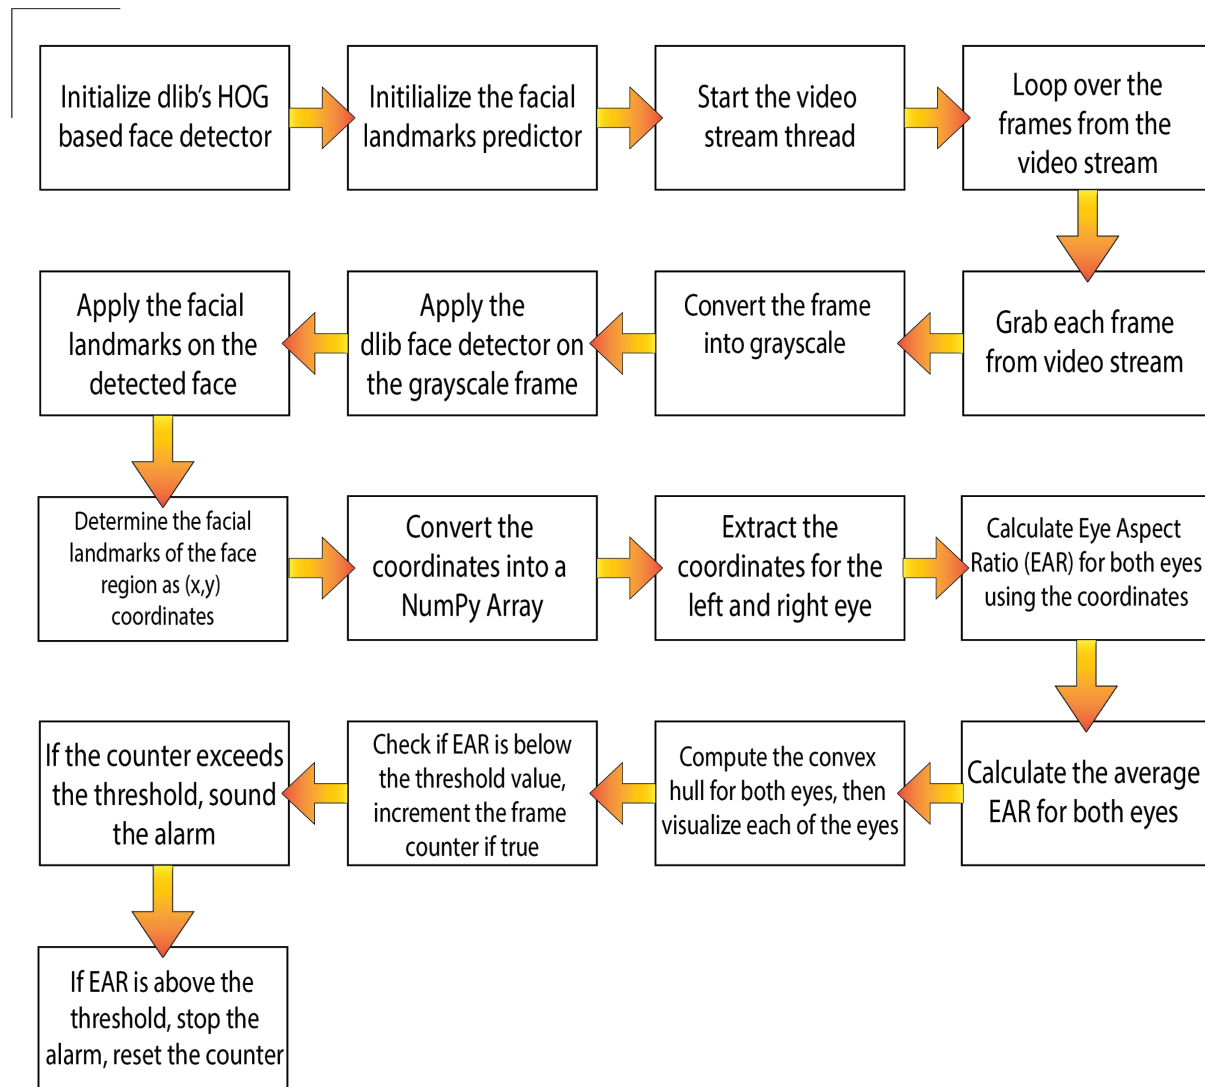 Initialize dlib's HOG
based face detector
Initilialize the facial
landmarks predictor
Start the video
stream thread
Loop over the
frames from the
video stream
Grab each frame
from video stream
Convert the frame
into grayscale
Apply the
dlib face detector on
the grayscale frame
Apply the facial
landmarks on the
detected face
Determine the facial
landmarks of the face
region as (x,y)
coordinates
Convert the
coordinates into a
NumPy Array
Extract the
coordinates for the
left and right eye
Calculate Eye Aspect
Ratio (EAR) for both eyes
using the coordinates
Calculate the average
EAR for both eyes
Compute the convex
hull for both eyes, then
visualize each of the eyes
Check if EAR is below
the threshold value,
increment the frame
counter if true
If the counter exceeds
the threshold, sound
the alarm
If EAR is above the
threshold, stop the
alarm, reset the counter